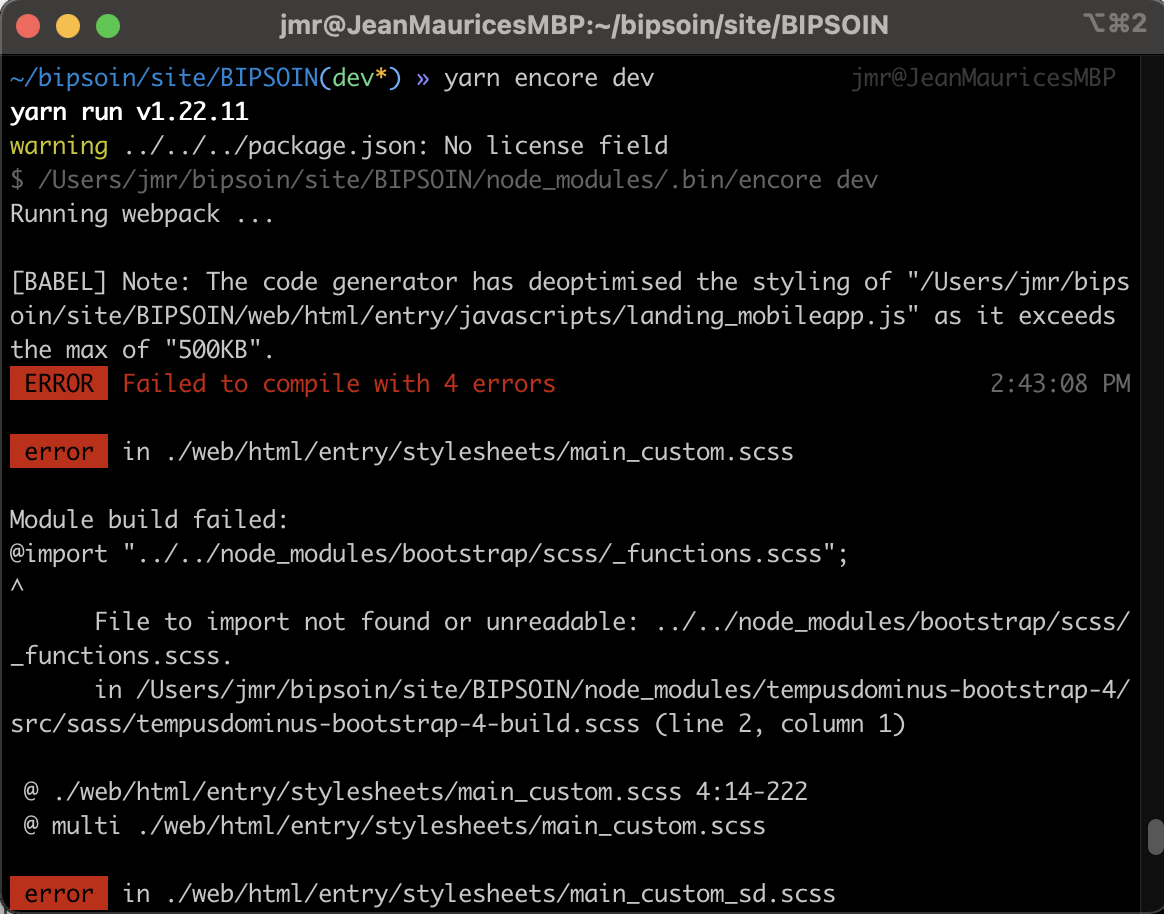 jmr@JeanMauricesMBP:~/bipsoin/site/BIPSOIN ⌥⌘2
~/bipsoin/site/BIPSOIN(dev*) » yarn encore dev jmr@JeanMauricesMBP
yarn run v1.22.11
warning ../../../package.json: No license field
$ /Users/jmr/bipsoin/site/BIPSOIN/node_modules/.bin/encore dev
Running webpack ...
[BABEL] Note: The code generator has deoptimised the styling of "/Users/jmr/bips
oin/site/BIPSOIN/web/html/entry/javascripts/landing_mobileapp.js" as it exceeds
the max of "500KB".
ERROR Failed to compile with 4 errors 2:43:08 PM
error in ./web/html/entry/stylesheets/main_custom.scss
Module build failed:
@import "../../node_modules/bootstrap/scss/_functions.scss";
^
File to import not found or unreadable: ../../node_modules/bootstrap/scss/
_functions.scss.
in /Users/jmr/bipsoin/site/BIPSOIN/node_modules/tempusdominus-bootstrap-4/
src/sass/tempusdominus-bootstrap-4-build.scss (line 2, column 1)
@ ./web/html/entry/stylesheets/main_custom.scss 4:14-222
@ multi ./web/html/entry/stylesheets/main_custom.scss
error in ./web/html/entry/stylesheets/main_custom_sd.scss